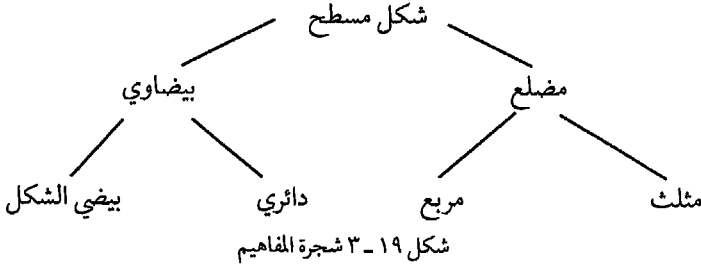 شكل مسطح
مضلع بيضاوي
مثلث مربع دائري بيضي الشكل
شكل ١٩ - ٣ شجرة المفاهيم